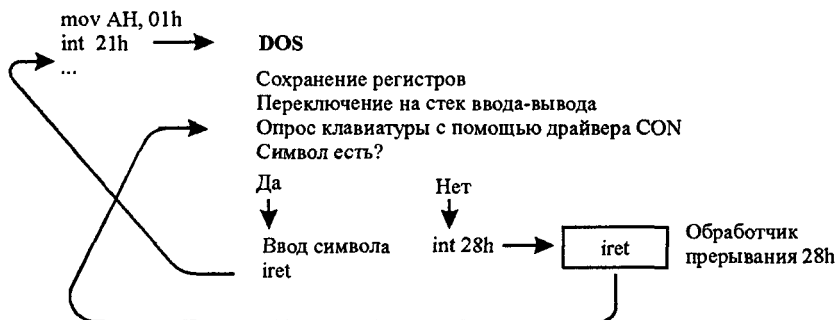 mov AH, 01h
int 21h
...
DOS
Сохранение регистров
Переключение на стек ввода-вывода
Опрос клавиатуры с помощью драйвера CON
Символ есть?
Да
Нет
Ввод символа
iret
int 28h
iret
Обработчик
прерывания 28h